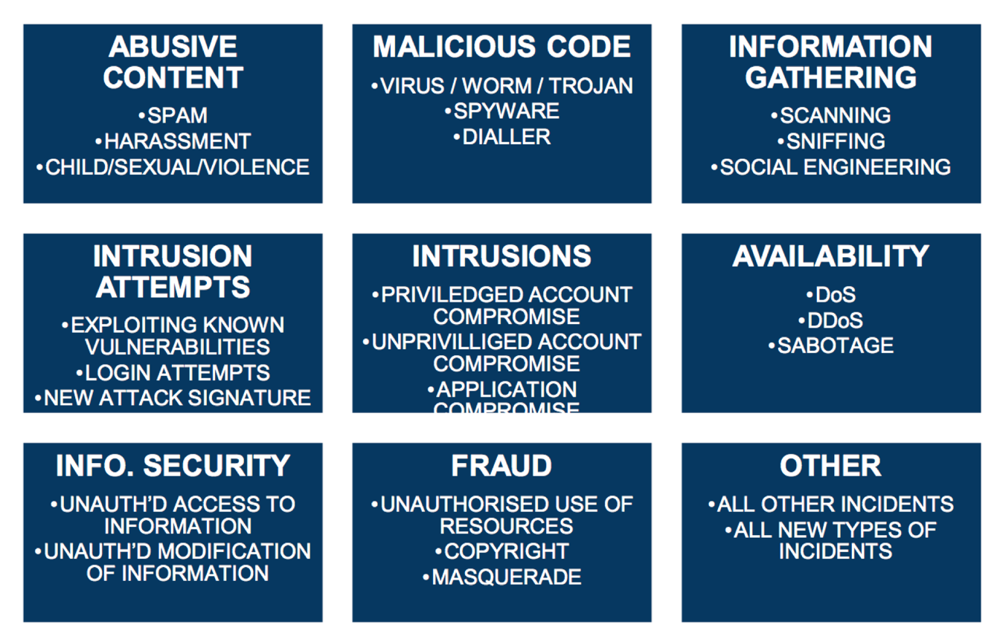 ABUSIVE
CONTENT
•SPAM
•HARASSMENT
•CHILD/SEXUAL/VIOLENCE
MALICIOUS CODE
•VIRUS / WORM / TROJAN
•SPYWARE
•DIALLER
INFORMATION
GATHERING
•SCANNING
•SNIFFING
•SOCIAL ENGINEERING
INTRUSION
ATTEMPTS
•EXPLOITING KNOWN
VULNERABILITIES
•LOGIN ATTEMPTS
•NEW ATTACK SIGNATURE
INTRUSIONS
•PRIVILEDGED ACCOUNT
COMPROMISE
•UNPRIVILLIGED ACCOUNT
COMPROMISE
•APPLICATION
COMPROMISE
AVAILABILITY
•DoS
•DDoS
•SABOTAGE
INFO. SECURITY
•UNAUTH’D ACCESS TO
INFORMATION
•UNAUTH’D MODIFICATION
OF INFORMATION
FRAUD
•UNAUTHORISED USE OF
RESOURCES
•COPYRIGHT
•MASQUERADE
OTHER
•ALL OTHER INCIDENTS
•ALL NEW TYPES OF
INCIDENTS